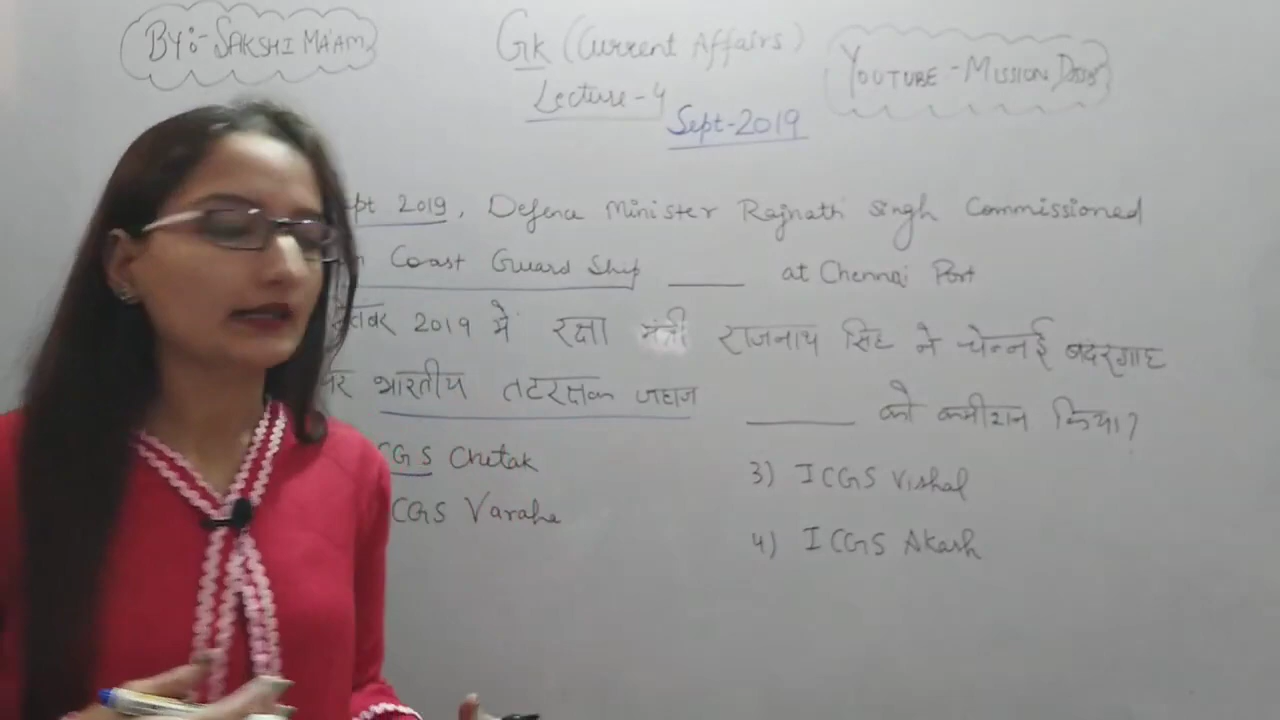 BY:- SAKSHI MA'AM
GK (Current Affairs)
Lecture-4
Sept-2019
YOUTUBE - MISSION
pt 2019, Defence Minister Rajnath Singh Commissioned
Coast Guard Ship ____ at Chennai Port
2019 में रक्षा मंत्री राजनाथ सिंह ने चेन्नई बंदरगाह
पर भारतीय तटरक्षक जहाज ____ को कमीशन किया?
CGS Chetak
CGS Varaha
3) ICGS Vishal
4) ICGS Akash